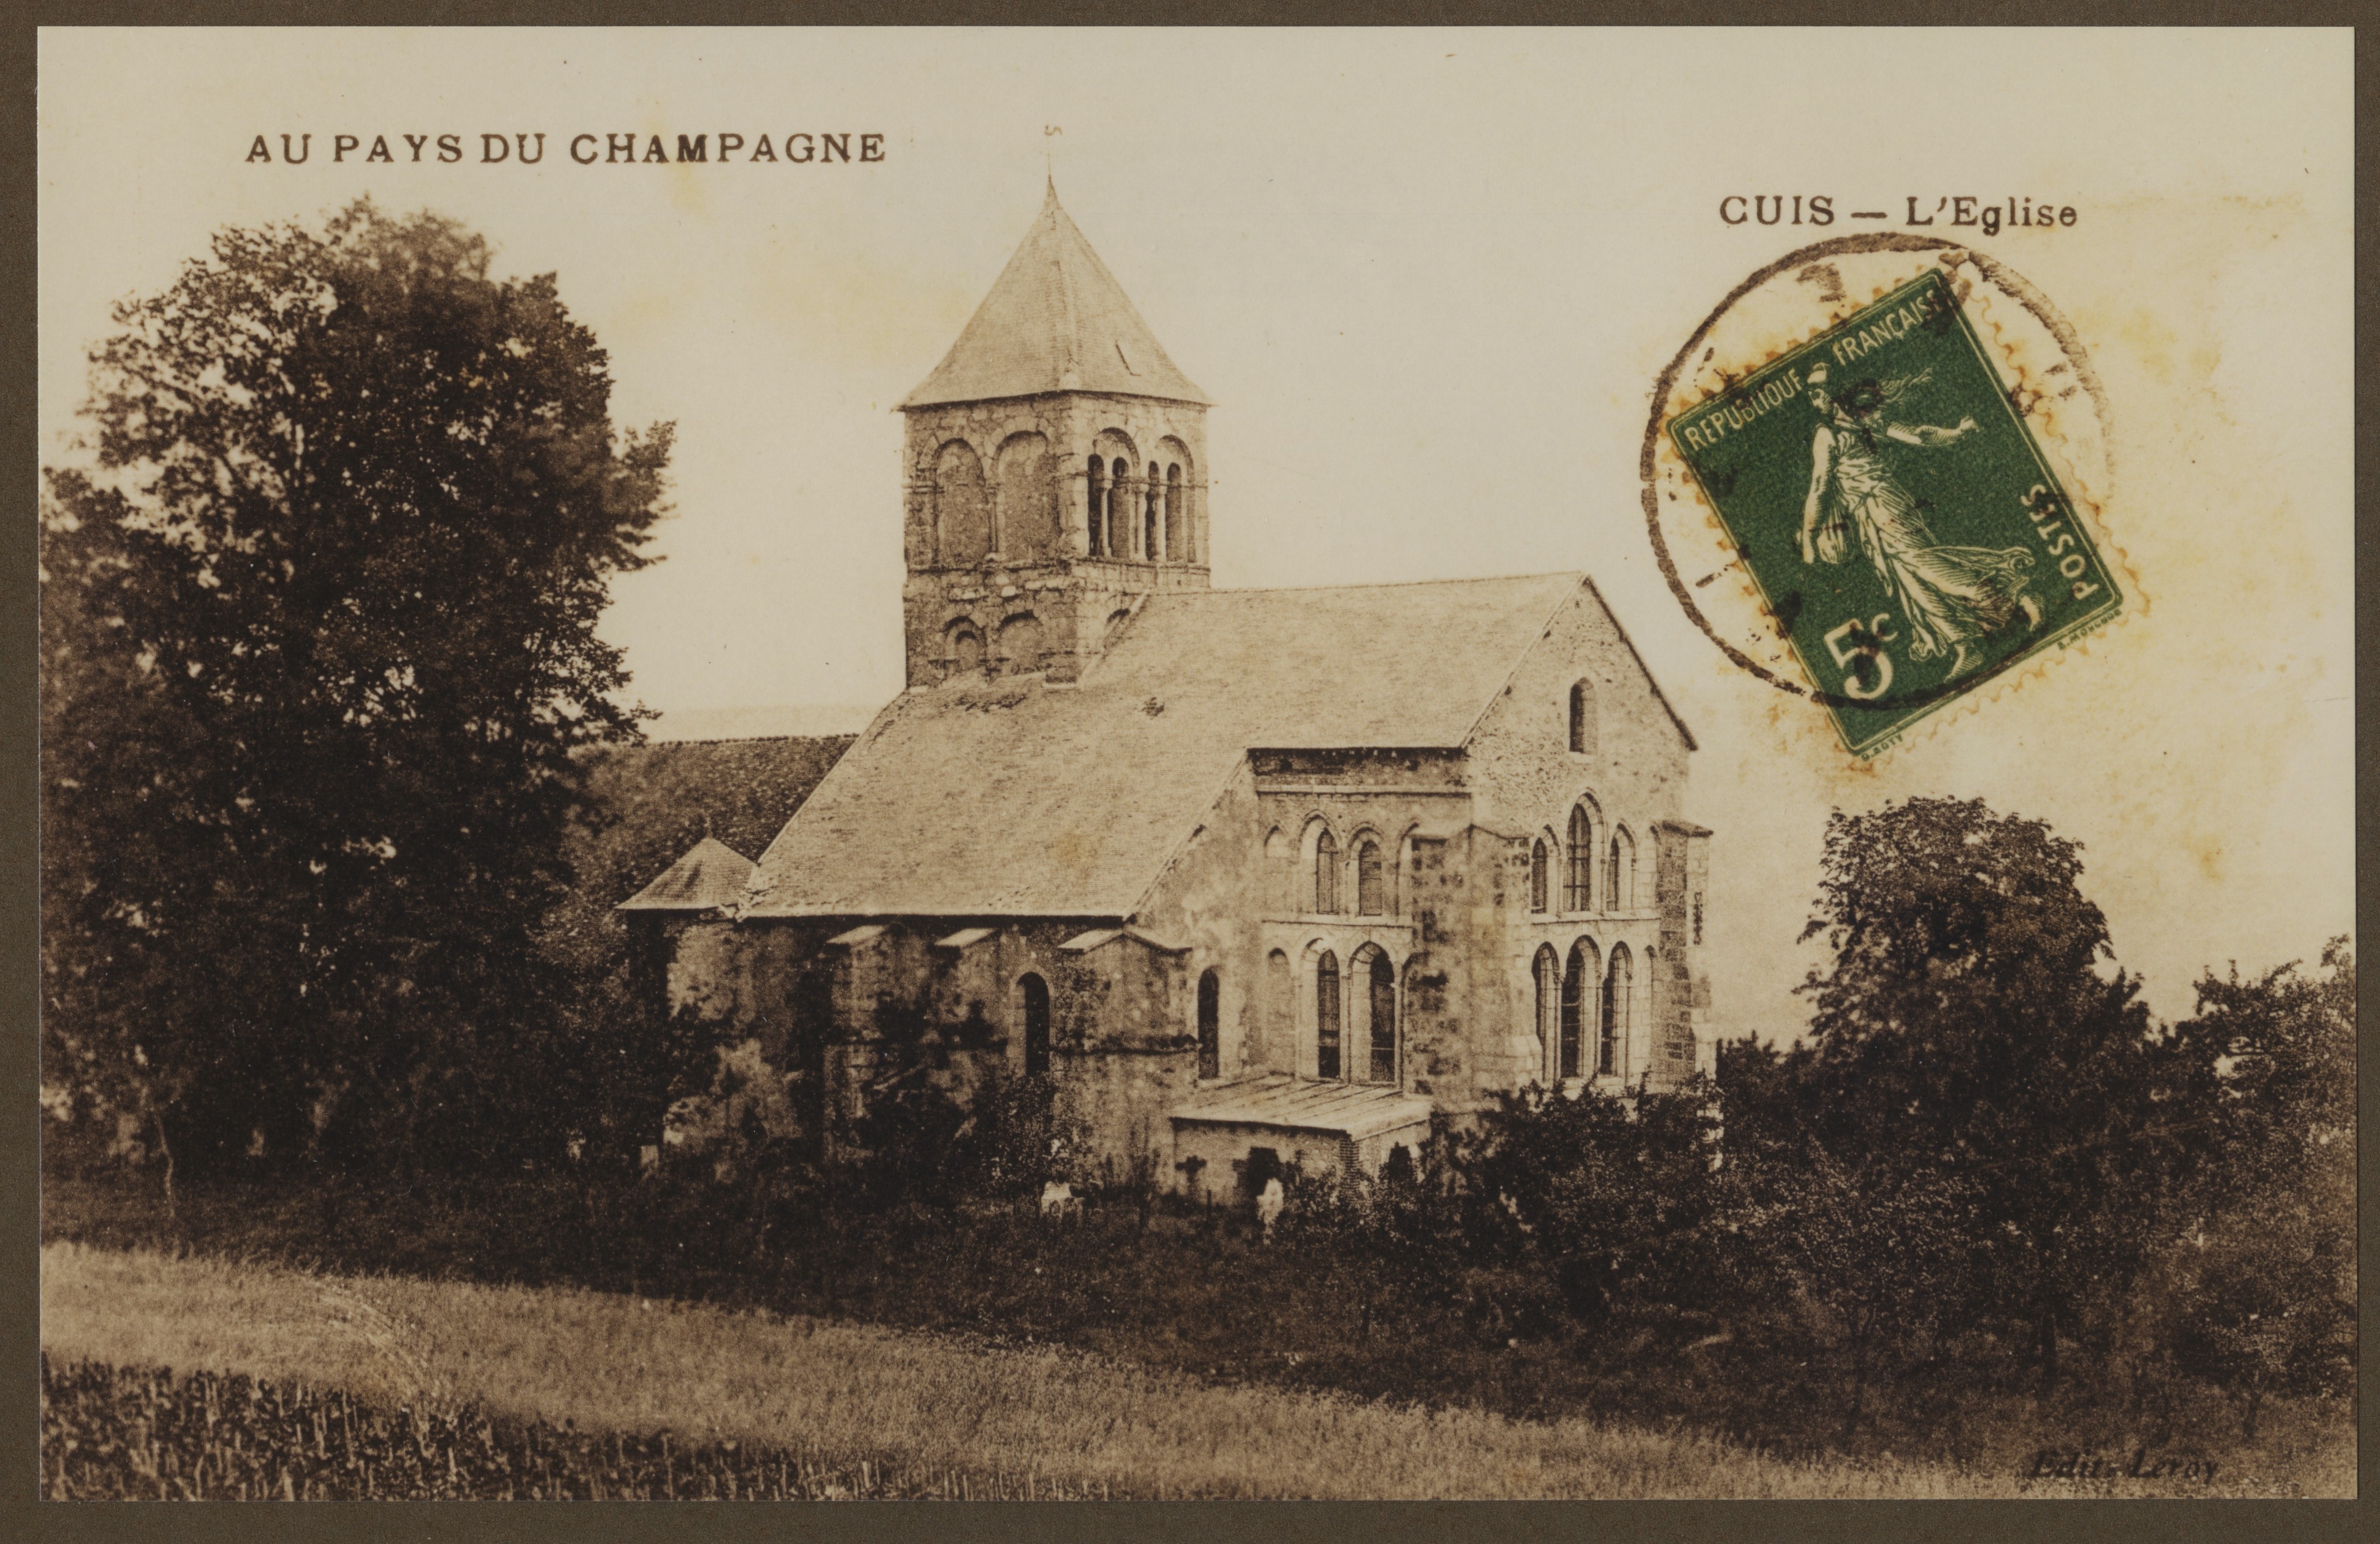 AU PAYS DU CHAMPAGNE
CUIS — L'Eglise
REPUBLIQUE FRANÇAISE
POSTES
5c
Edit-Leroy